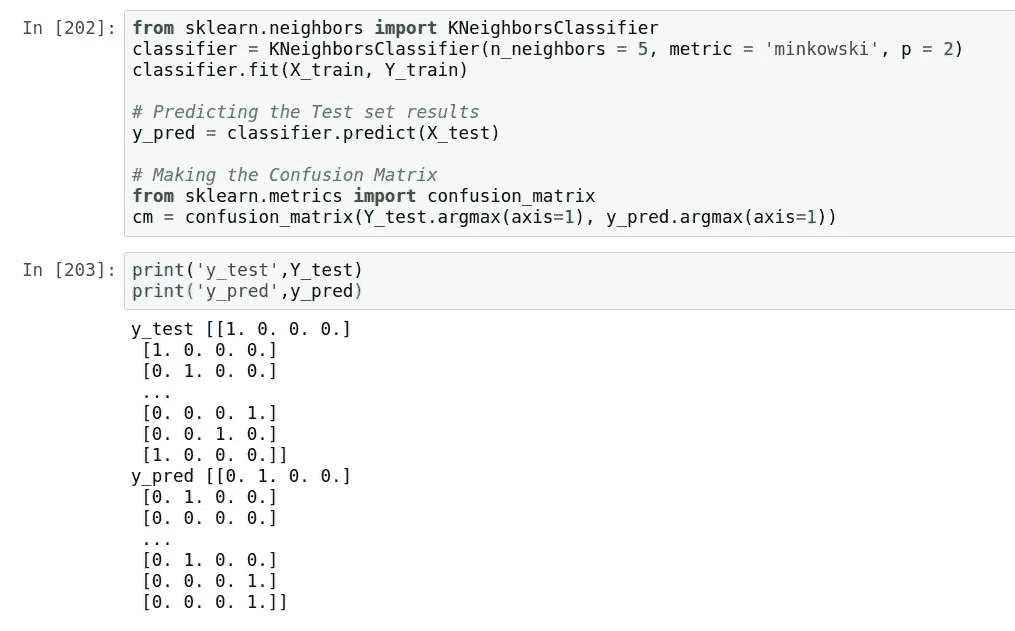 In [202]: from sklearn.neighbors import KNeighborsClassifier
classifier = KNeighborsClassifier(n_neighbors = 5, metric = 'minkowski', p = 2)
classifier.fit(X_train, Y_train)
# Predicting the Test set results
y_pred = classifier.predict(X_test)
# Making the Confusion Matrix
from sklearn.metrics import confusion_matrix
cm = confusion_matrix(Y_test.argmax(axis=1), y_pred.argmax(axis=1))
In [203]: print('y_test',Y_test)
print('y_pred',y_pred)
y_test [[1. 0. 0. 0.]
[1. 0. 0. 0.]
[0. 1. 0. 0.]
...
[0. 0. 0. 1.]
[0. 0. 1. 0.]
[1. 0. 0. 0.]]
y_pred [[0. 1. 0. 0.]
[0. 1. 0. 0.]
[0. 0. 0. 0.]
...
[0. 1. 0. 0.]
[0. 0. 0. 1.]
[0. 0. 0. 1.]]